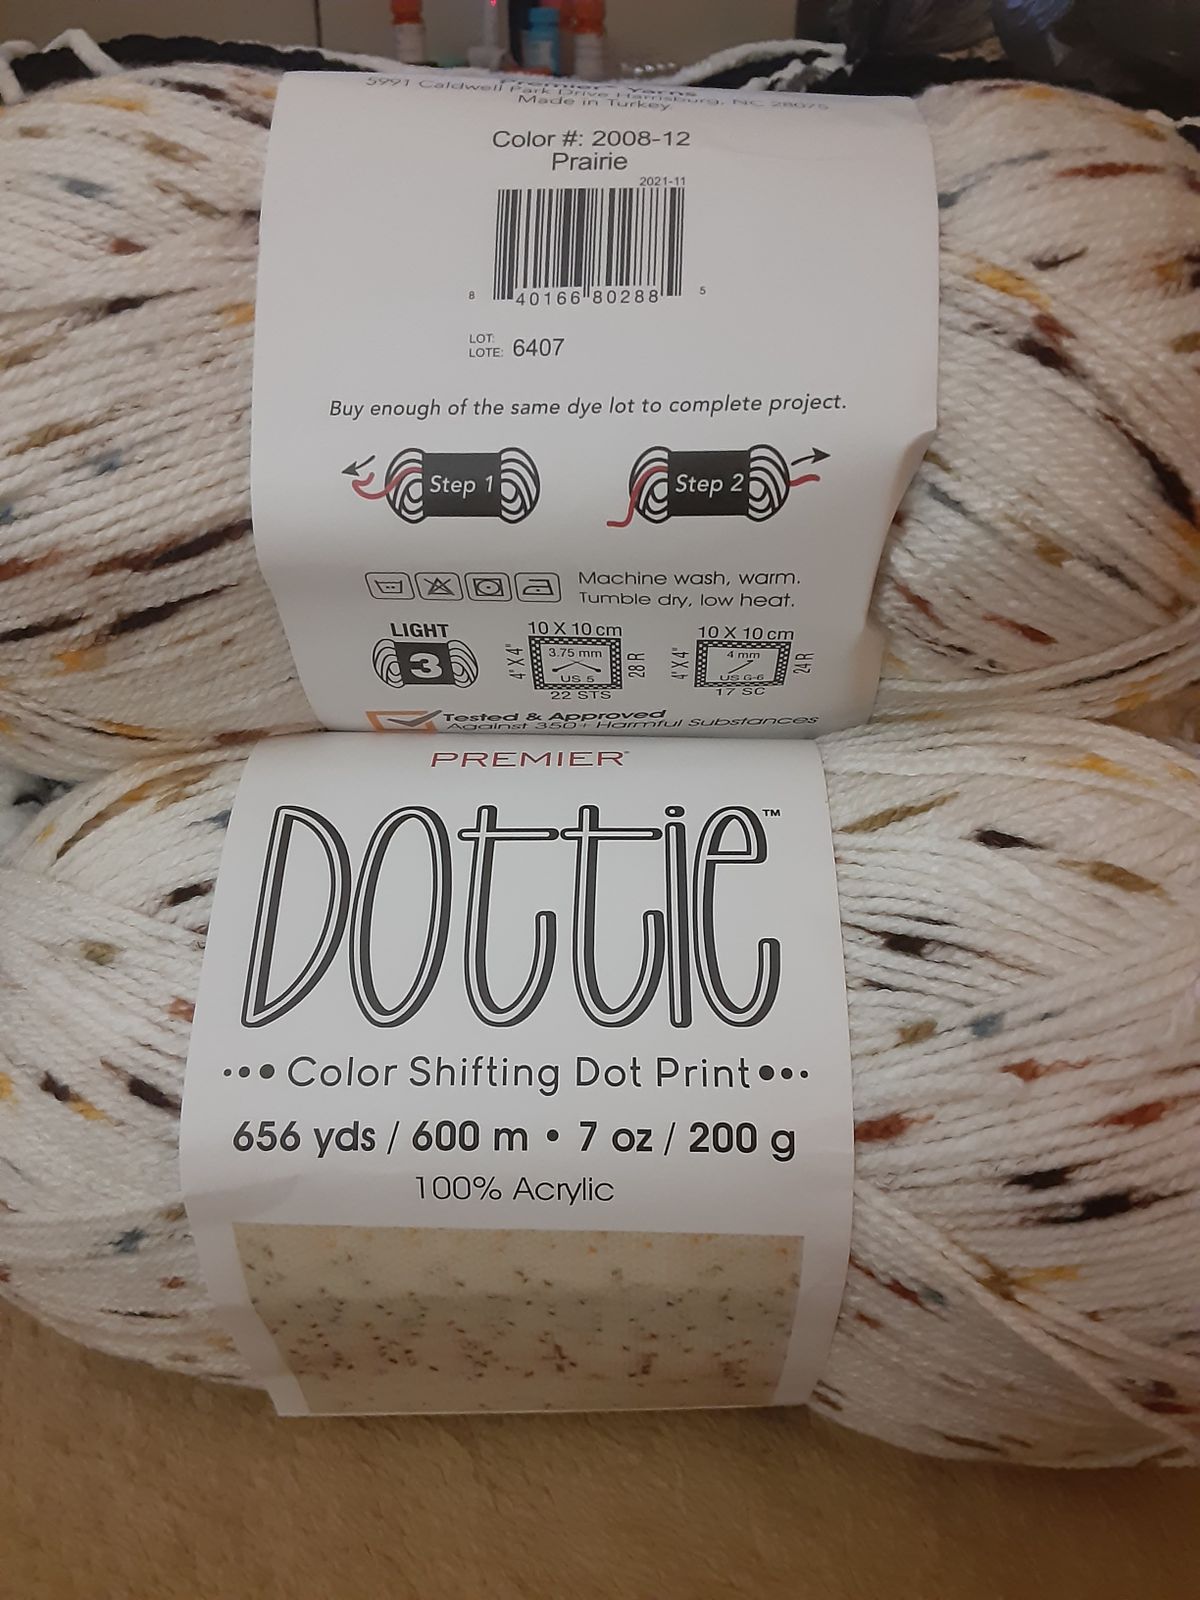 Premier® Yarns
5991 Caldwell Park Drive Harrisburg, NC 28075
Made in Turkey
Color #: 2008-12
Prairie
2021-11
8 40166 80288 5
LOT:
LOTE: 6407
Buy enough of the same dye lot to complete project.
Step 1 Step 2
Machine wash, warm.
Tumble dry, low heat.
LIGHT
3
10 X 10 cm
4" X 4"
3.75 mm
US 5
28 R
22 STS
10 X 10 cm
4" X 4"
4 mm
US G-6
24 R
17 SC
Tested & Approved
Against 350+ Harmful Substances
PREMIER®
DOttie™
Color Shifting Dot Print
656 yds / 600 m • 7 oz / 200 g
100% Acrylic